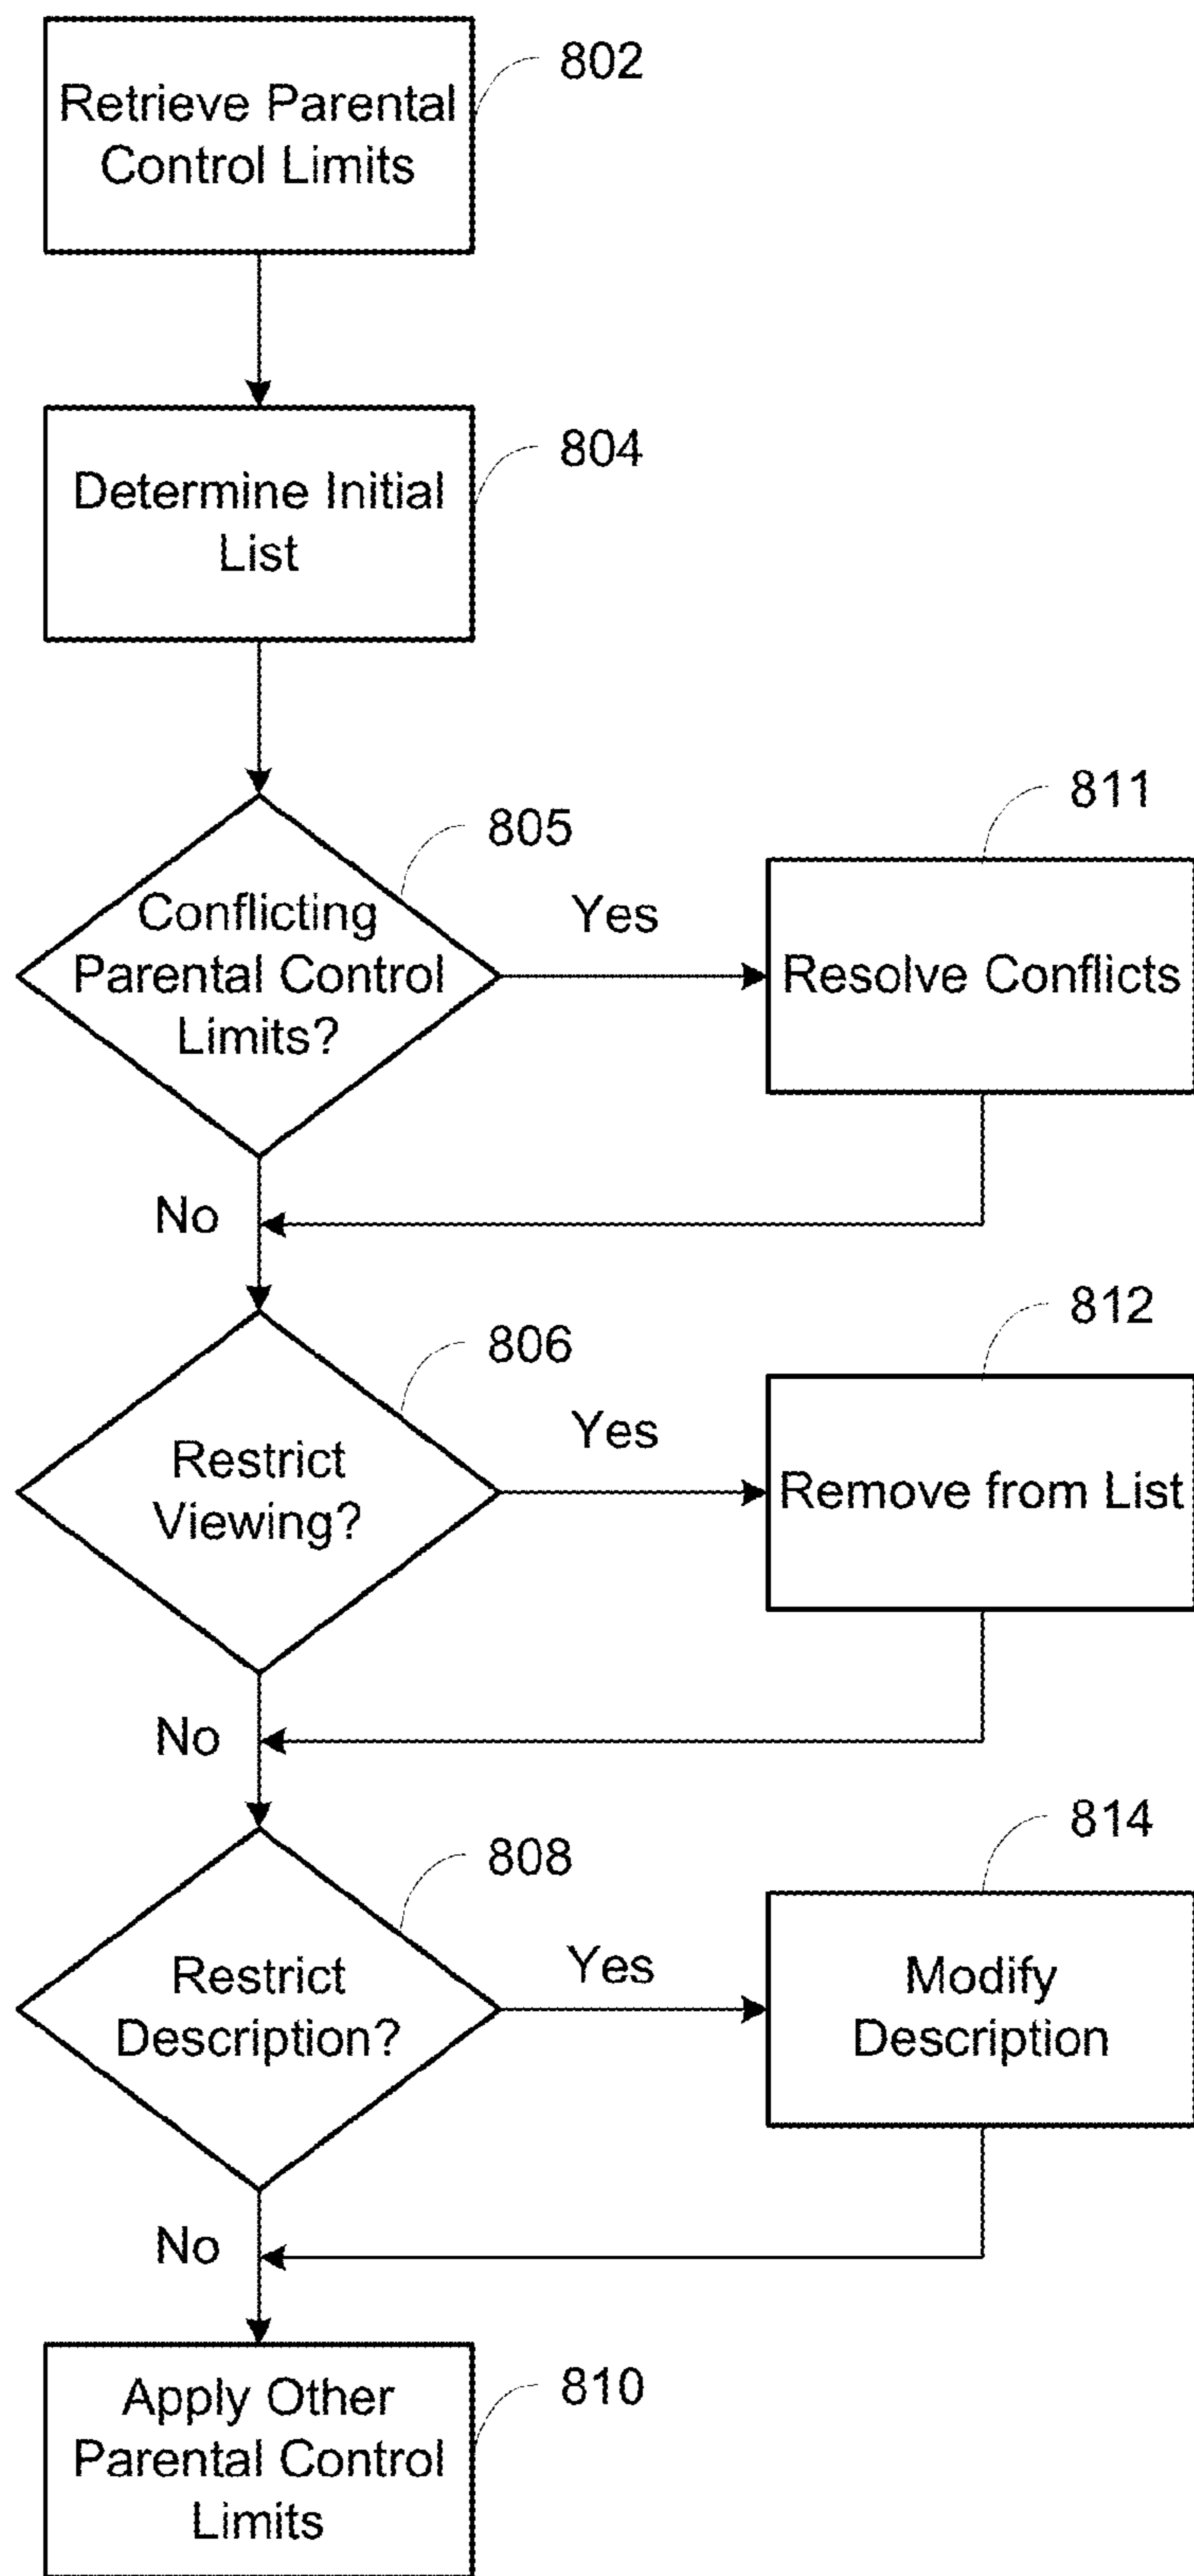 Retrieve Parental
Control Limits
802
Determine Initial
List
804
Conflicting
Parental Control
Limits?
805
Yes
Resolve Conflicts
811
No
Restrict
Viewing?
806
Yes
Remove from List
812
No
Restrict
Description?
808
Yes
Modify
Description
814
No
Apply Other
Parental Control
Limits
810